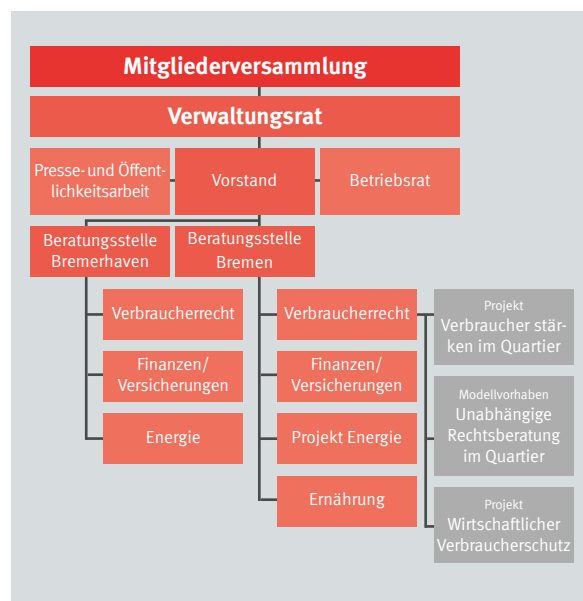 Mitgliederversammlung
Verwaltungsrat
Presse- und Öffent-
lichkeitsarbeit
Vorstand
Betriebsrat
Beratungsstelle
Bremerhaven
Beratungsstelle
Bremen
Verbraucherrecht
Finanzen/
Versicherungen
Energie
Verbraucherrecht
Finanzen/
Versicherungen
Projekt Energie
Ernährung
Projekt
Verbraucher stär-
ken im Quartier
Modellvorhaben
Unabhängige
Rechtsberatung
im Quartier
Projekt
Wirtschaftlicher
Verbraucherschutz